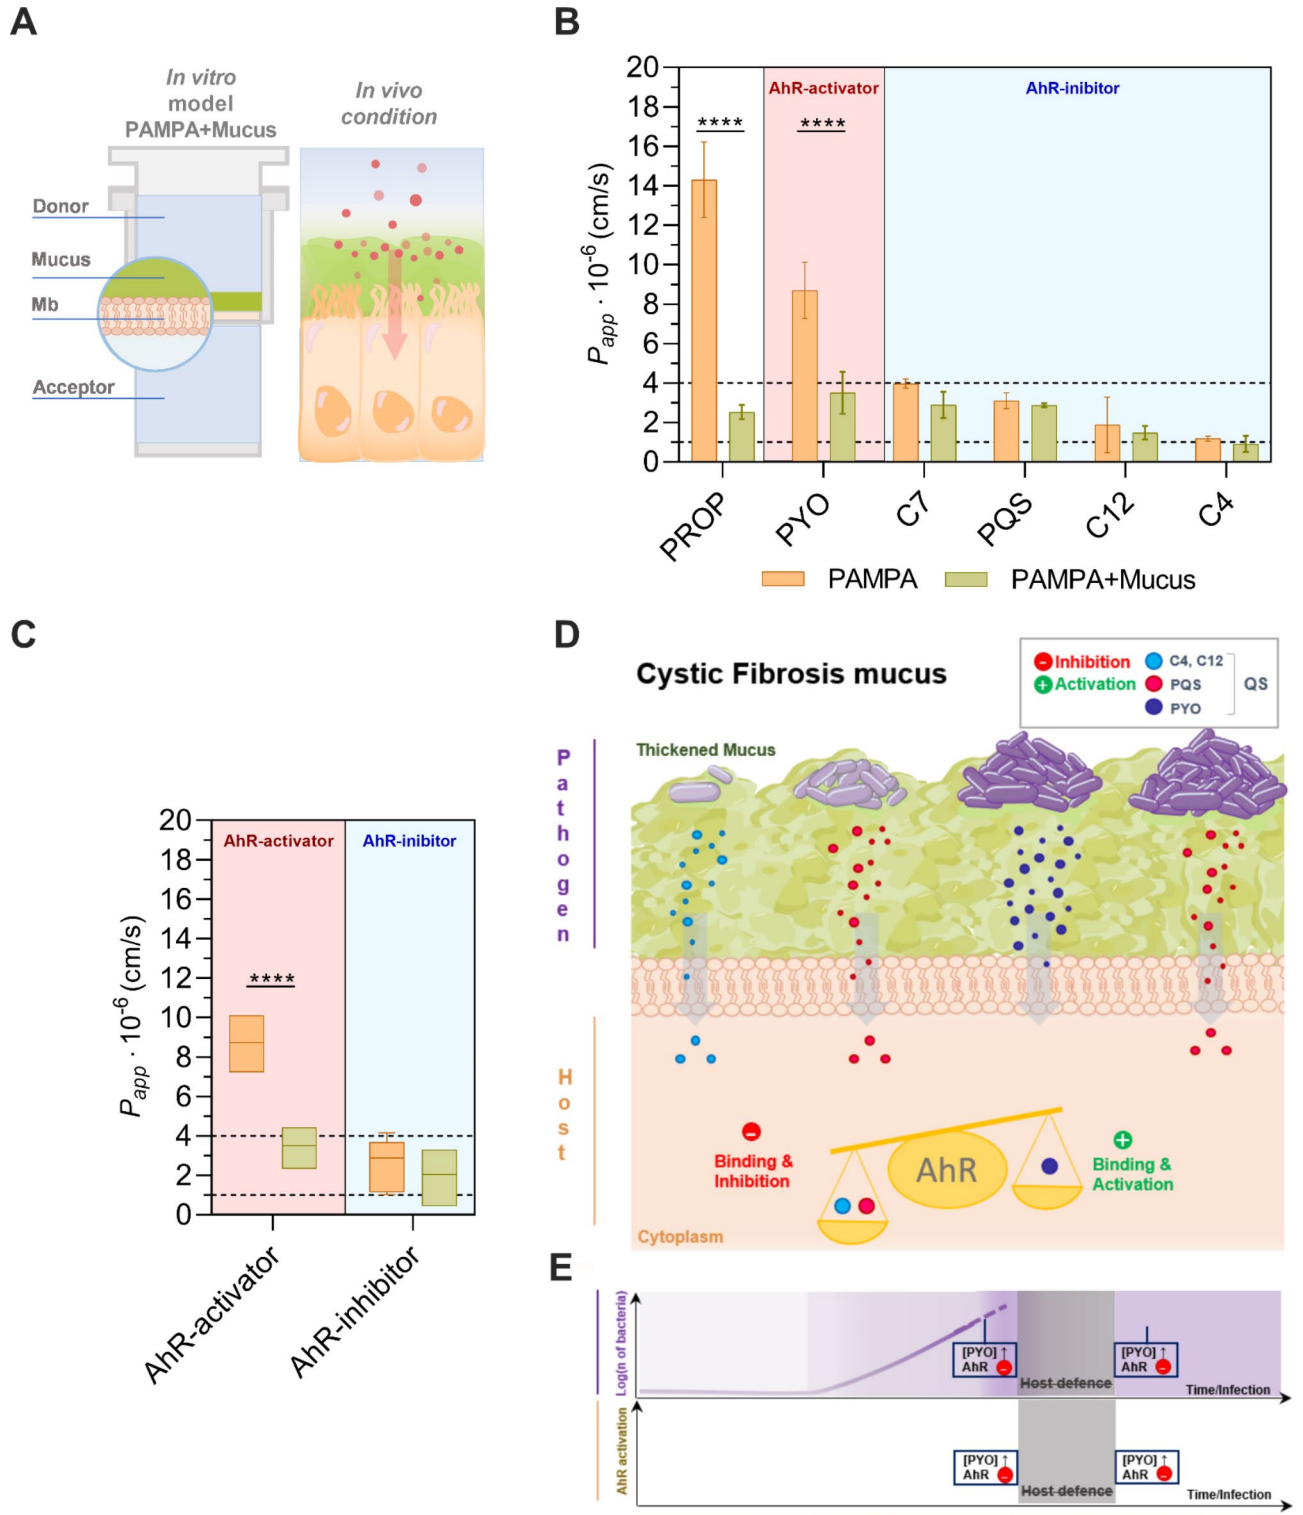 A
In vitro
model
PAMPA+Mucus
In vivo
condition
Donor
Mucus
Mb
Acceptor
B
20
18
16
14
12
10
8
6
4
2
0
Papp · 10-6 (cm/s)
AhR-activator
AhR-inibitor
****
****
PROP
PYO
C7
PQS
C12
C4
PAMPA
PAMPA+Mucus
C
20
18
16
14
12
10
8
6
4
2
0
Papp · 10-6 (cm/s)
AhR-activator
AhR-inibitor
****
AhR-activator
AhR-inhibitor
D
Cystic Fibrosis mucus
Inhibition
Activation
C4, C12
PQS
PYO
QS
Thickened Mucus
Pathogen
Host
Binding &
Inhibition
AhR
Binding &
Activation
Cytoplasm
E
Log(n of bacteria)
[PYO] ↑
AhR
Host defence
[PYO] ↑
AhR
Time/Infection
AhR activation
[PYO] ↑
AhR
Host defence
[PYO] ↑
AhR
Time/Infection